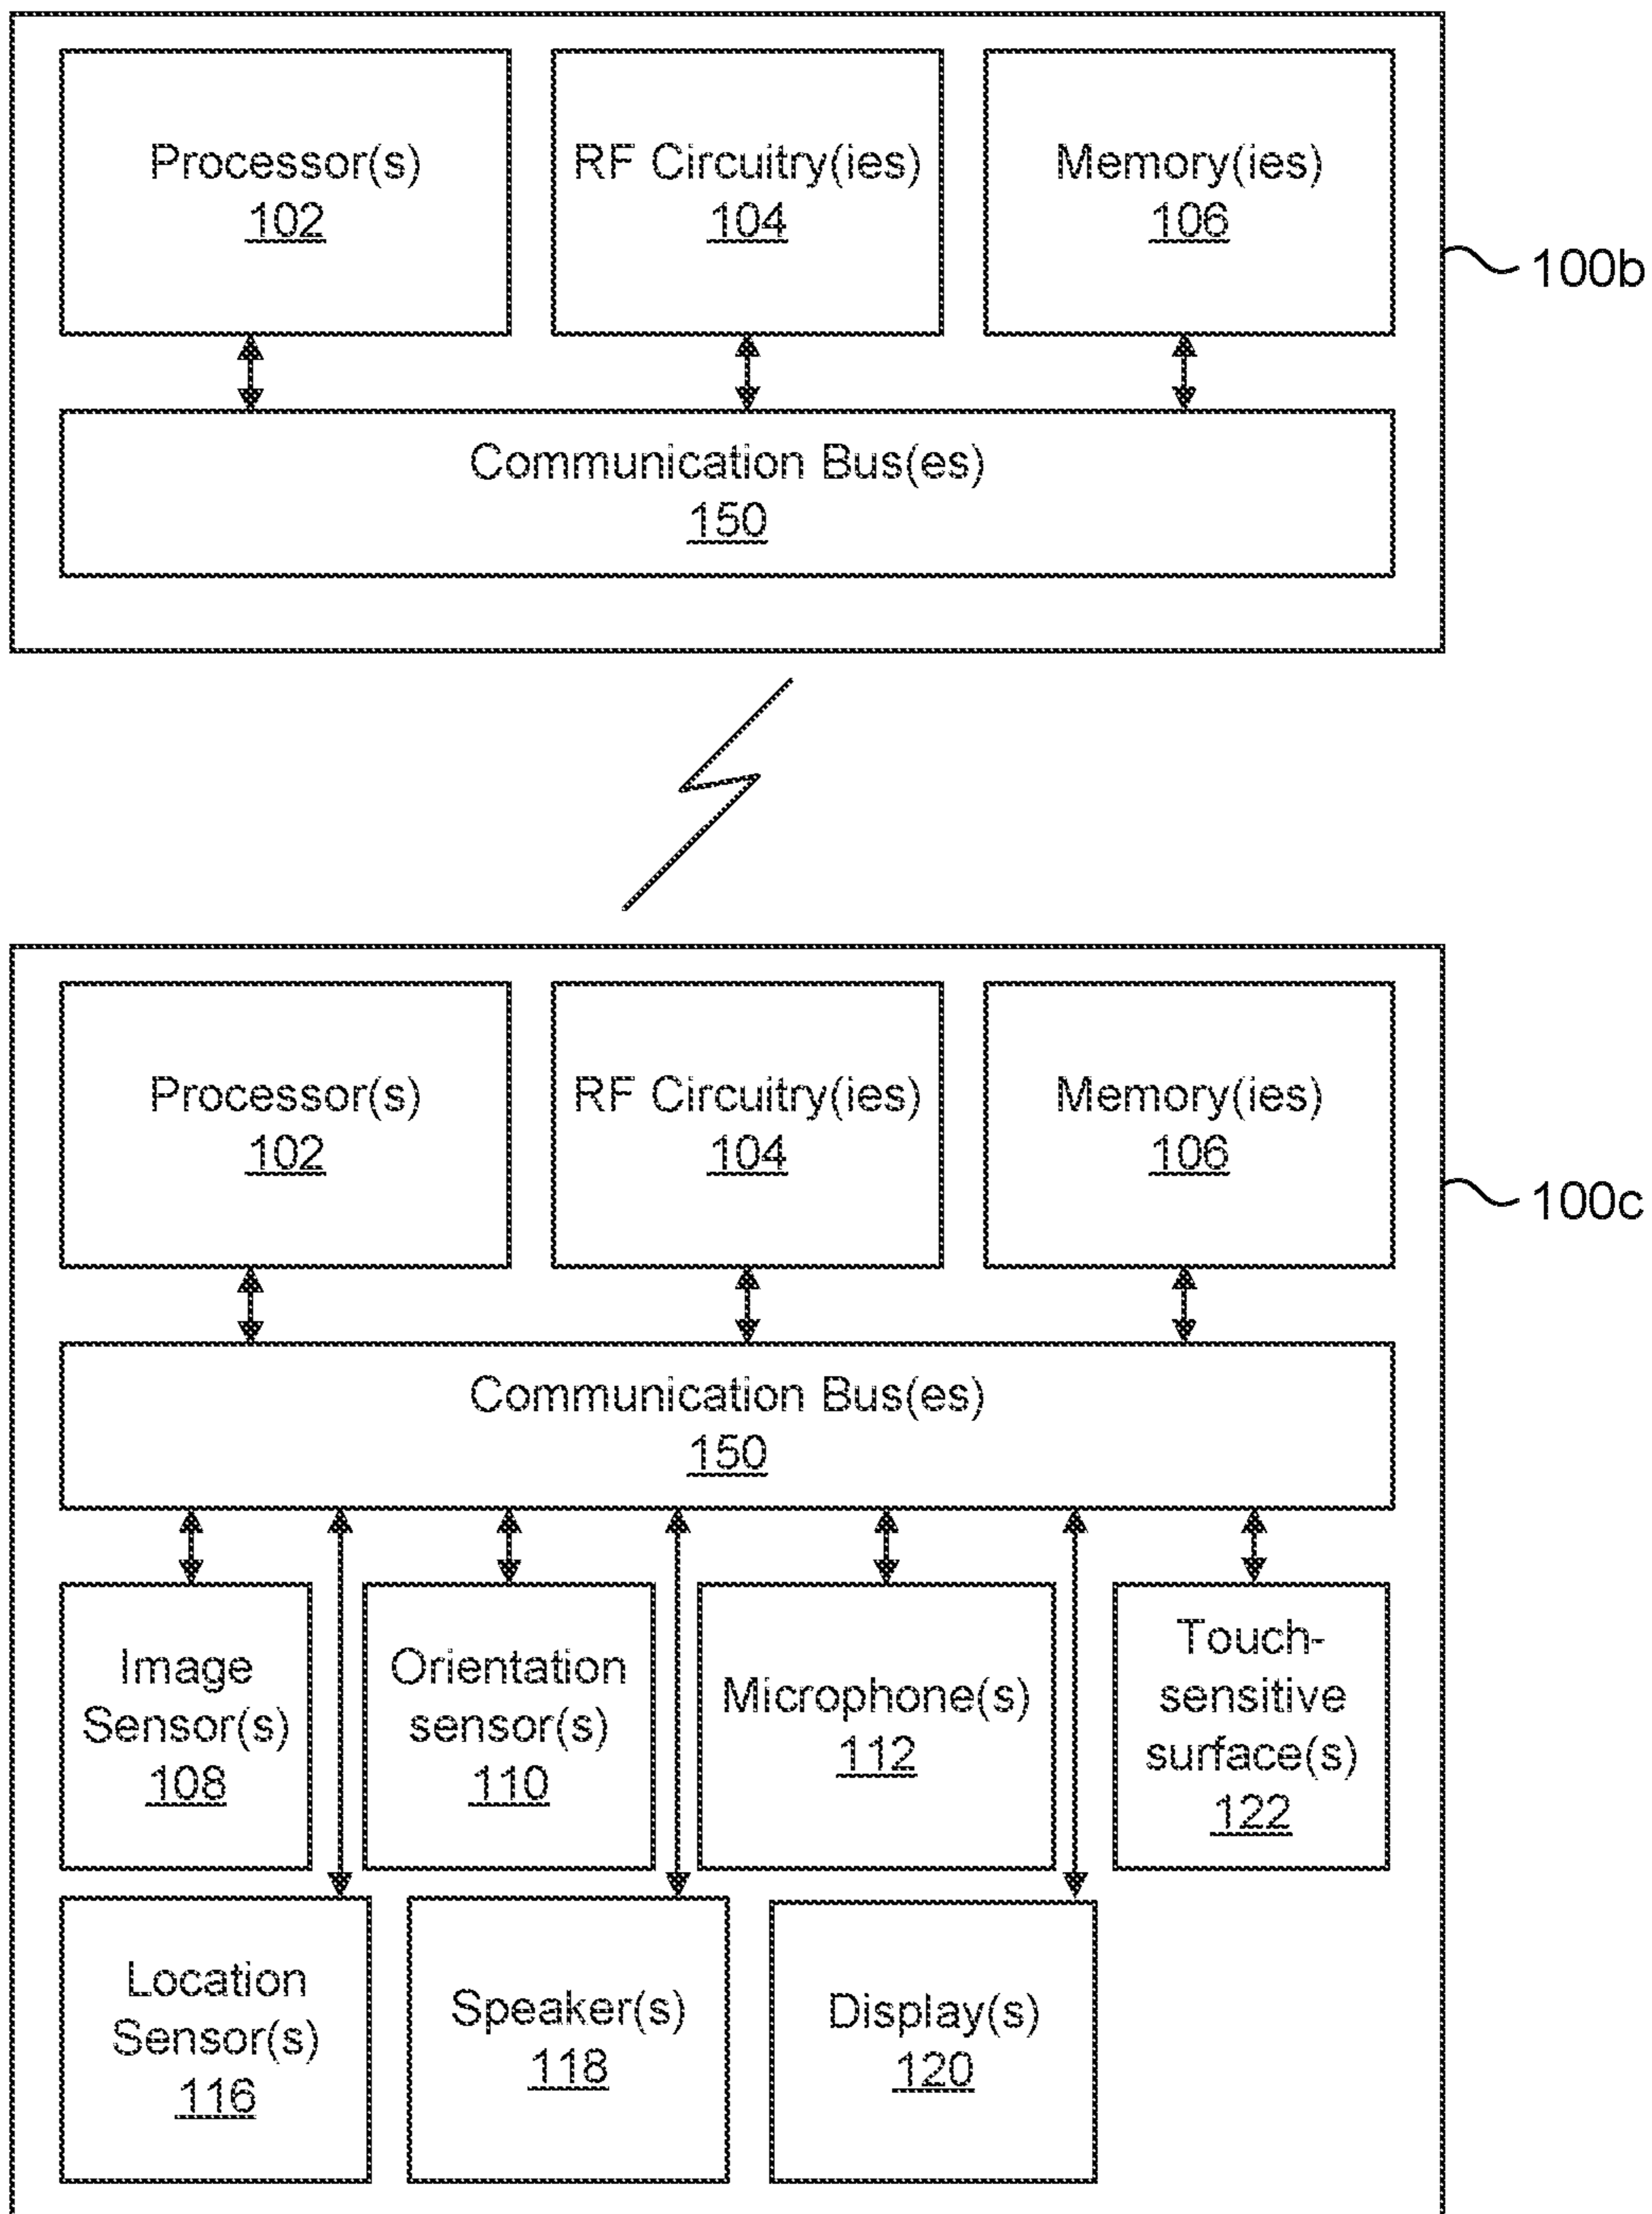 Processor(s)
102
RF Circuitry(ies)
104
Memory(ies)
106
100b
Communication Bus(es)
150
Processor(s)
102
RF Circuitry(ies)
104
Memory(ies)
106
100c
Communication Bus(es)
150
Image
Sensor(s)
108
Orientation
sensor(s)
110
Microphone(s)
112
Touch-
sensitive
surface(s)
122
Location
Sensor(s)
116
Speaker(s)
118
Display(s)
120